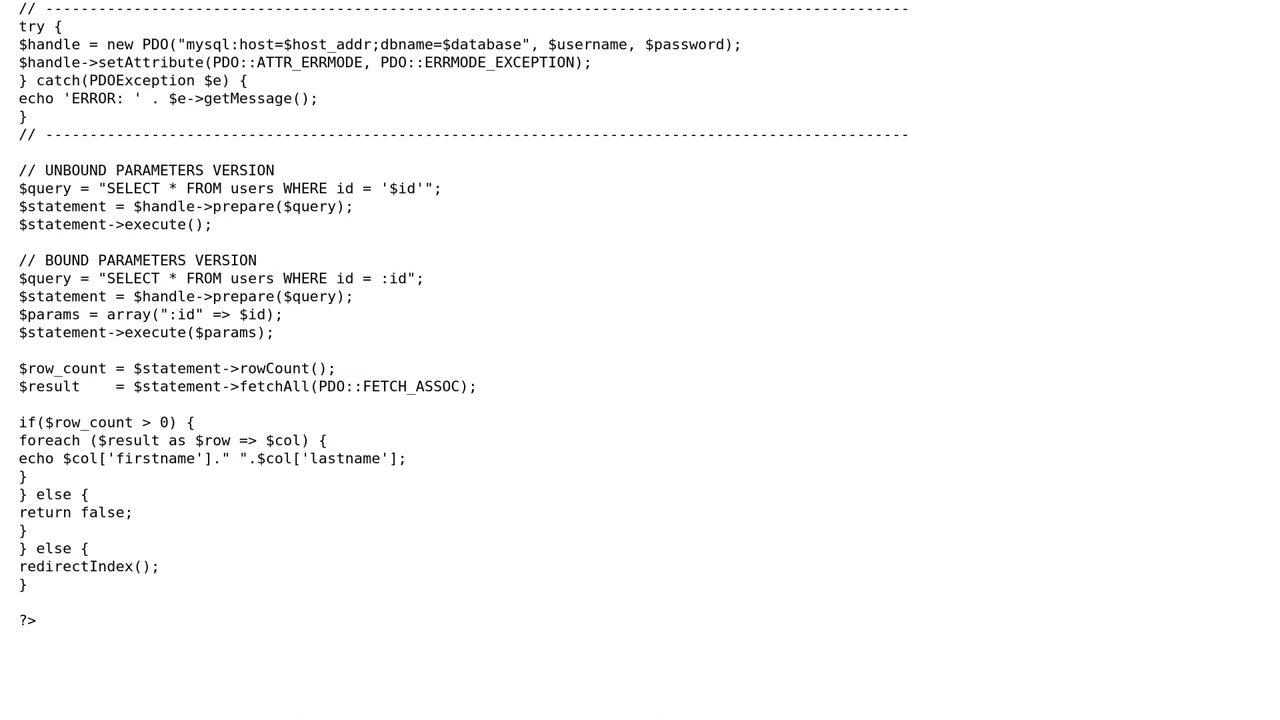 // --------------------------------------------------------------------------------------------------
try {
$handle = new PDO("mysql:host=$host_addr;dbname=$database", $username, $password);
$handle->setAttribute(PDO::ATTR_ERRMODE, PDO::ERRMODE_EXCEPTION);
} catch(PDOException $e) {
echo 'ERROR: ' . $e->getMessage();
}
// --------------------------------------------------------------------------------------------------
// UNBOUND PARAMETERS VERSION
$query = "SELECT * FROM users WHERE id = '$id'";
$statement = $handle->prepare($query);
$statement->execute();
// BOUND PARAMETERS VERSION
$query = "SELECT * FROM users WHERE id = :id";
$statement = $handle->prepare($query);
$params = array(":id" => $id);
$statement->execute($params);
$row_count = $statement->rowCount();
$result    = $statement->fetchAll(PDO::FETCH_ASSOC);
if($row_count > 0) {
foreach ($result as $row => $col) {
echo $col['firstname']." ".$col['lastname'];
}
} else {
return false;
}
} else {
redirectIndex();
}
?>